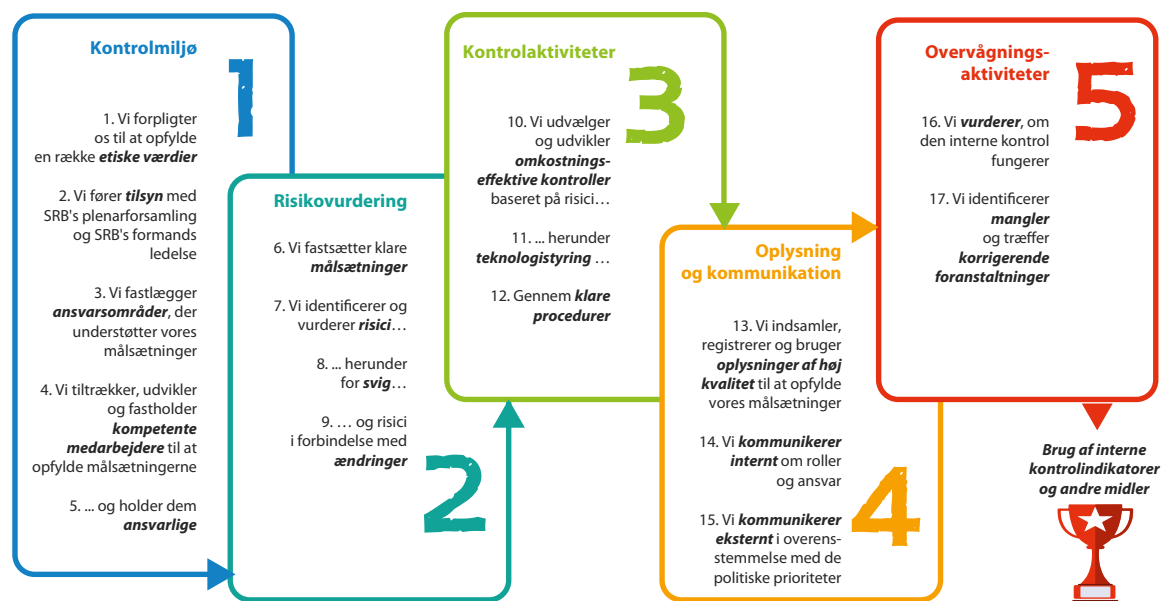 Kontrolmiljø
1
1. Vi forpligter
os til at opfylde
en række etiske værdier
2. Vi fører tilsyn med
SRB's plenarforsamling
og SRB's formands
ledelse
3. Vi fastlægger
ansvarsområder, der
understøtter vores
målsætninger
4. Vi tiltrækker, udvikler
og fastholder
kompetente
medarbejdere til at
opfylde målsætningerne
5. ... og holder dem
ansvarlige
Risikovurdering
6. Vi fastsætter klare
målsætninger
7. Vi identificerer og
vurderer risici…
8. ... herunder
for svig…
9. … og risici
i forbindelse med
ændringer
2
Kontrolaktiviteter
3
10. Vi udvælger
og udvikler
omkostnings-
effektive kontroller
baseret på risici…
11. ... herunder
teknologistyring …
12. Gennem klare
procedurer
Oplysning
og kommunikation
13. Vi indsamler,
registrerer og bruger
oplysninger af høj
kvalitet til at opfylde
vores målsætninger
14. Vi kommunikerer
internt om roller
og ansvar
15. Vi kommunikerer
eksternt i overens-
stemmelse med de
politiske prioriteter
4
Overvågnings-
aktiviteter
5
16. Vi vurderer, om
den interne kontrol
fungerer
17. Vi identificerer
mangler
og træffer
korrigerende
foranstaltninger
Brug af interne
kontrolindikatorer
og andre midler